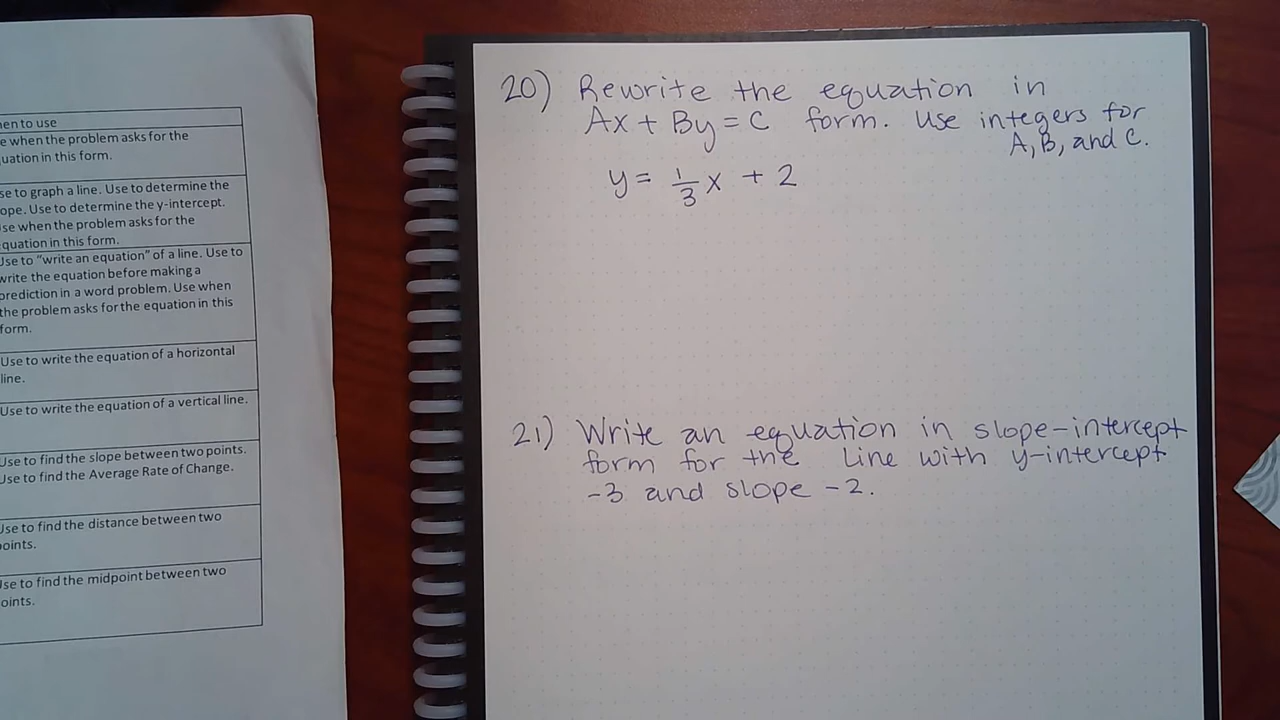 en to use
e when the problem asks for the
uation in this form.
se to graph a line. Use to determine the
ope. Use to determine the y-intercept.
se when the problem asks for the
quation in this form.
Use to "write an equation" of a line. Use to
write the equation before making a
prediction in a word problem. Use when
the problem asks for the equation in this
form.
Use to write the equation of a horizontal
line.
Use to write the equation of a vertical line.
Use to find the slope between two points.
Use to find the Average Rate of Change.
Use to find the distance between two
oints.
Use to find the midpoint between two
oints.
20) Rewrite the equation in
Ax + By = C form. Use integers for
A, B, and C.
y = 1/3 x + 2
21) Write an equation in slope-intercept
form for the Line with y-intercept
-3 and slope -2.